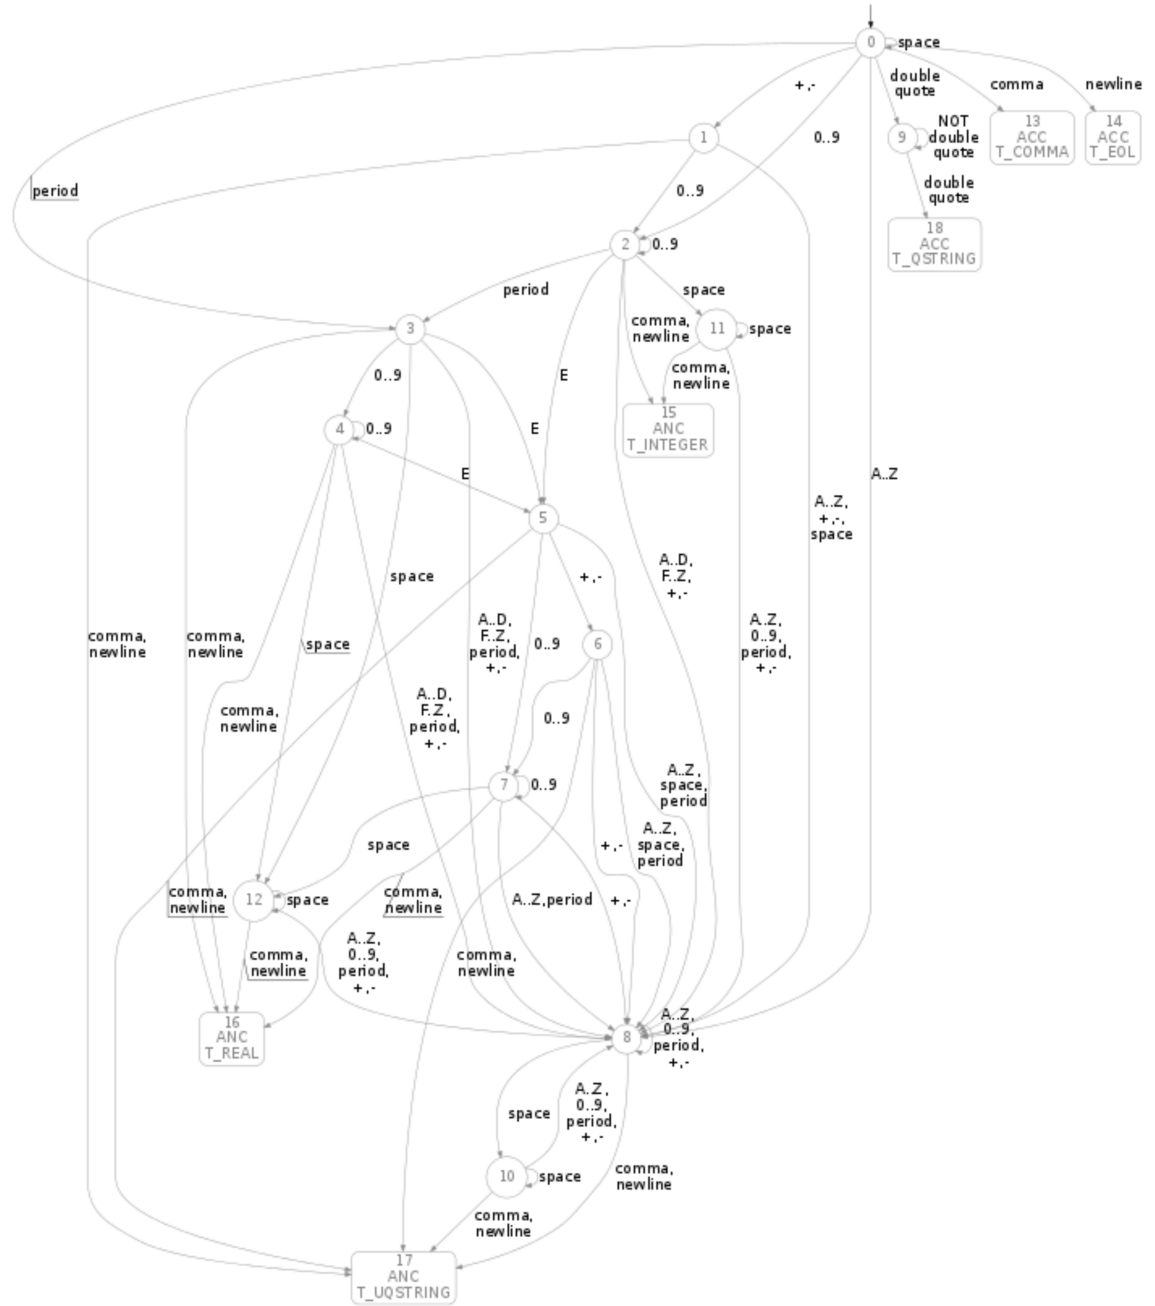 0
space
double
quote
comma
newline
+,-
1
0..9
9
NOT
double
quote
13
ACC
T_COMMA
14
ACC
T_EOL
period
0..9
double
quote
2
0..9
18
ACC
T_QSTRING
period
space
3
comma,
newline
11
space
0..9
E
comma,
newline
4
0..9
E
15
ANC
T_INTEGER
E
A..Z
5
A..Z,
+,-,
space
space
+,-
A..D,
F..Z,
+,-
comma,
newline
comma,
newline
space
A..D,
F..Z,
period,
+,-
0..9
6
A..Z,
0..9,
period,
+,-
comma,
newline
A..D,
F..Z,
period,
+,-
0..9
7
0..9
A..Z,
space,
period
space
+,-
A..Z,
space,
period
comma,
newline
12
space
comma,
newline
A..Z,period
+,-
comma,
newline
A..Z,
0..9,
period,
+,-
comma,
newline
16
ANC
T_REAL
8
A..Z,
0..9,
period,
+,-
space
A..Z,
0..9,
period,
+,-
10
space
comma,
newline
comma,
newline
17
ANC
T_UQSTRING